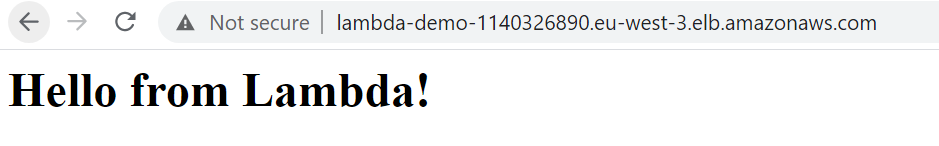 Not secure | lambda-demo-1140326890.eu-west-3.elb.amazonaws.com
Hello from Lambda!